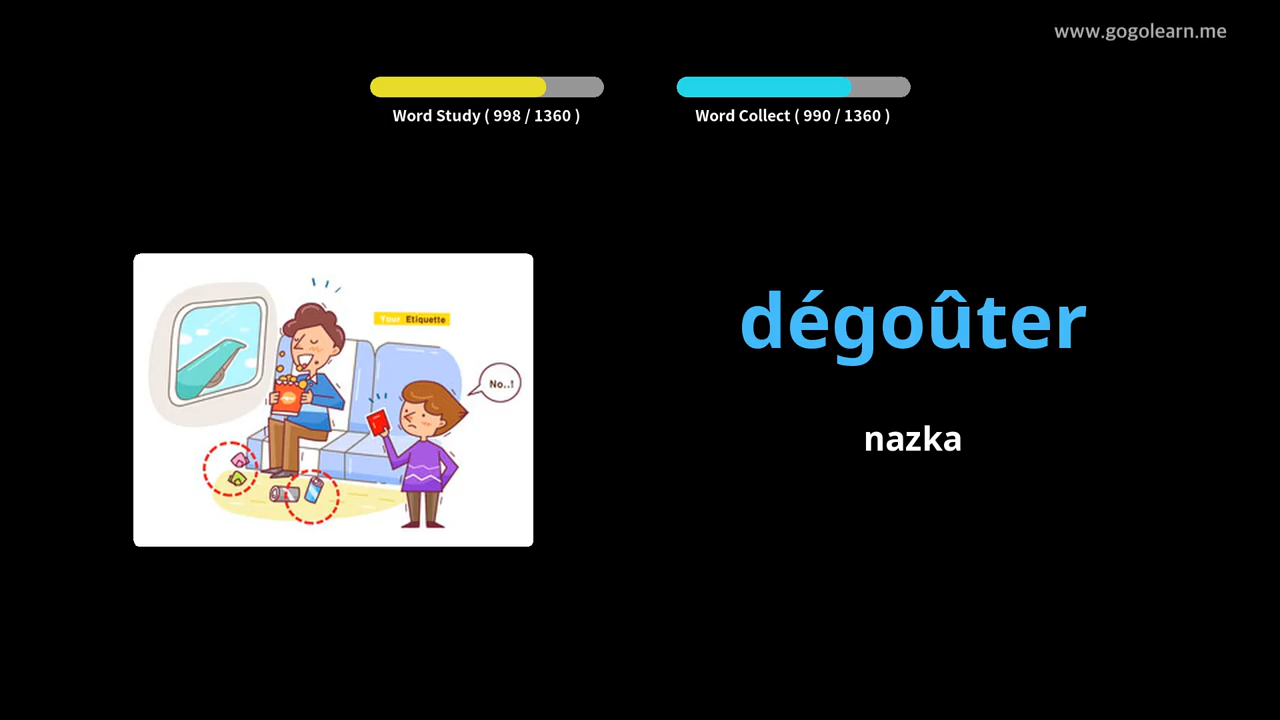 www.gogolearn.me
Word Study ( 998 / 1360 )
Word Collect ( 990 / 1360 )
Your Etiquette
No..!
dégoûter
nazka